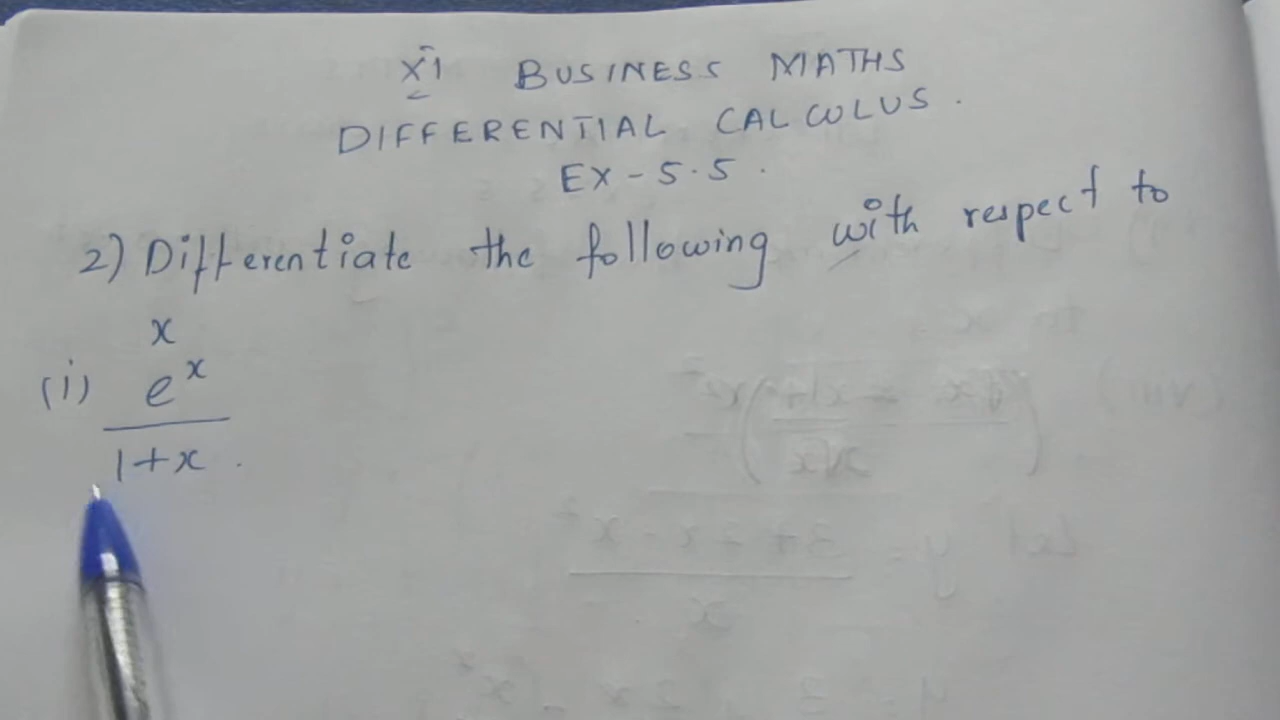 XI BUSINESS MATHS
DIFFERENTIAL CALCULUS.
EX-5.5.
2) Differentiate the following with respect to
x
(i) e^x
1+x.